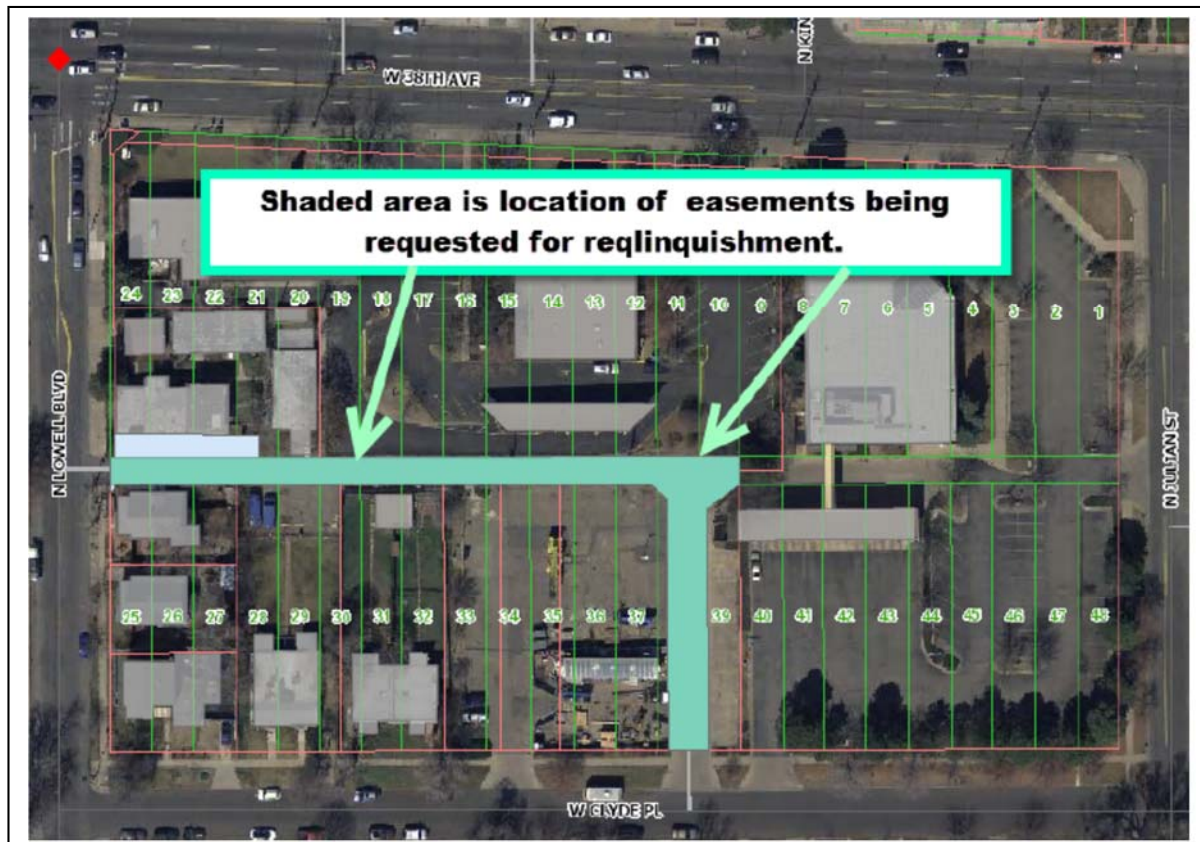 W 38TH AVE
N KIN
Shaded area is location of easements being
requested for reqlinquishment.
24 23 22 21 20 19 18 17 16 15 14 13 12 11 10 9 8 7 6 5 4 3 2 1
N LOWELL BLVD
N JULIAN ST
25 26 27 28 29 30 31 32 33 34 35 36 37 39 40 41 42 43 44 45 46 47 48
W CLYDE PL